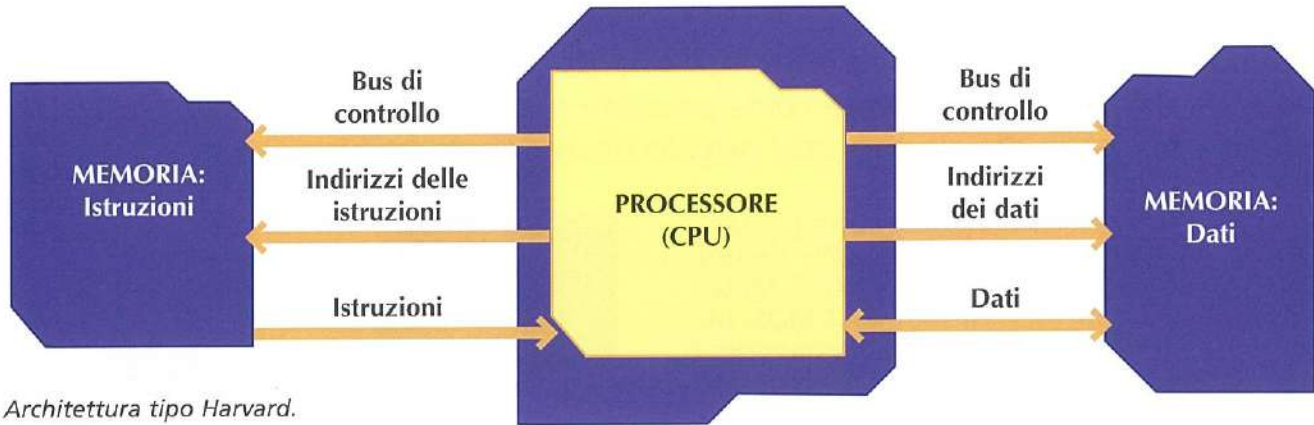 Bus di
controllo
Bus di
controllo
MEMORIA:
Istruzioni
Indirizzi delle
istruzioni
PROCESSORE
(CPU)
Indirizzi
dei dati
MEMORIA:
Dati
Istruzioni
Dati
Architettura tipo Harvard.